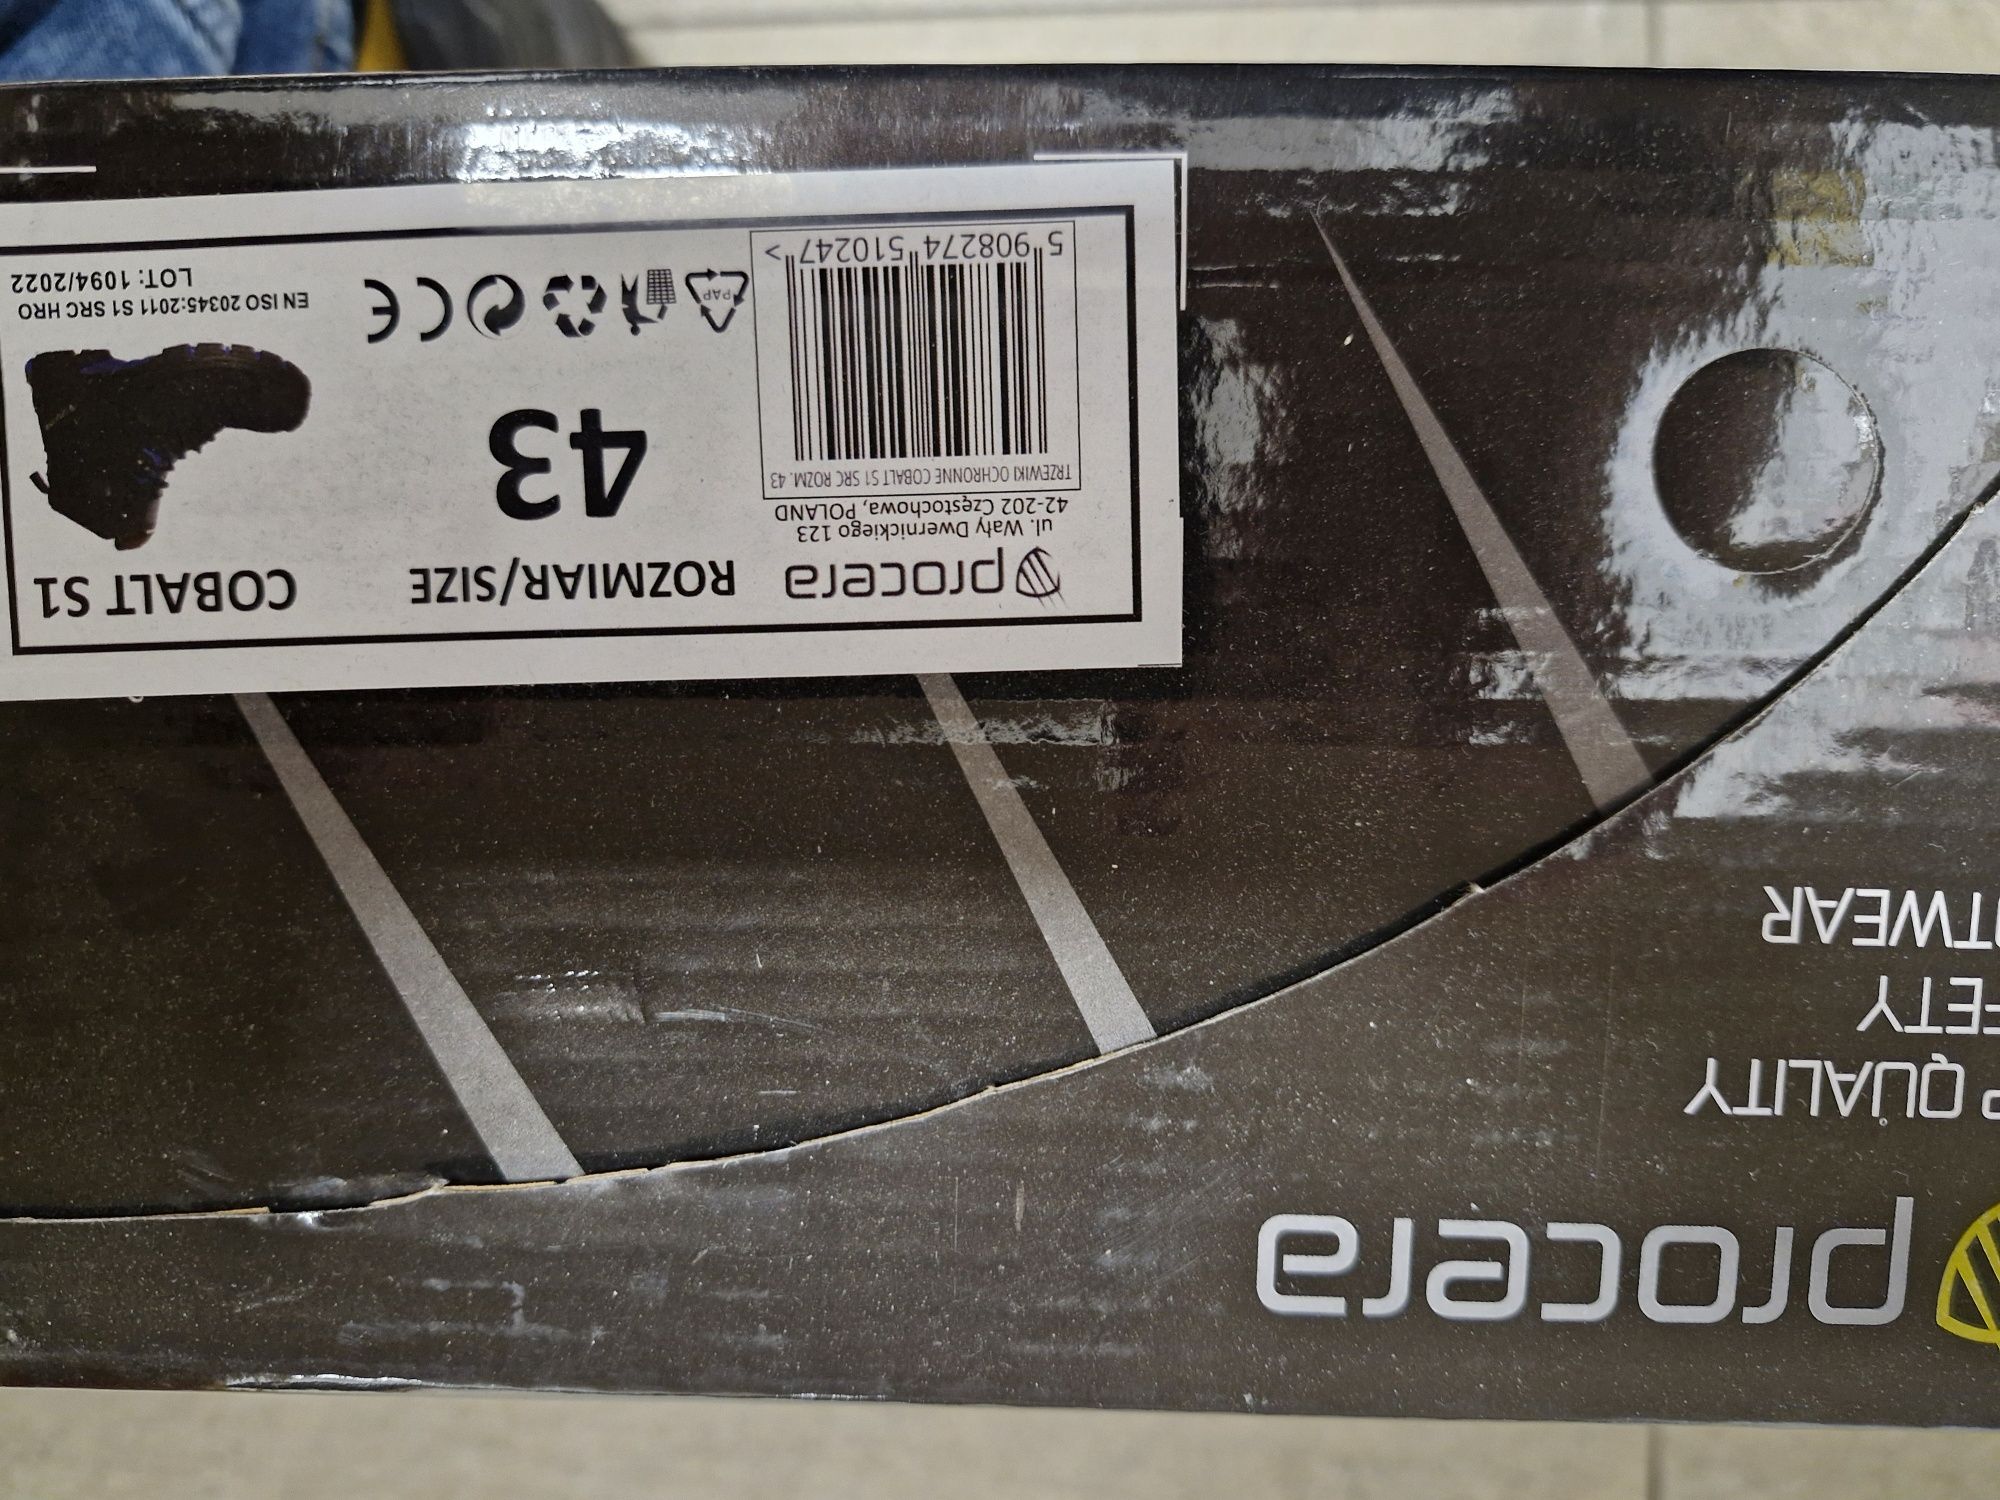 procera
ul. Wały Dwernickiego 123
42-202 Częstochowa, POLAND
TRZEWIKI OCHRONNE COBALT S1 SRC ROZM. 43
5 908274 510247 >
ROZMIAR/SIZE
43
PAP
CE
COBALT S1
EN ISO 20345:2011 S1 SRC HRO
LOT: 1094/2022
procera
P QUALITY
FETY
OTWEAR